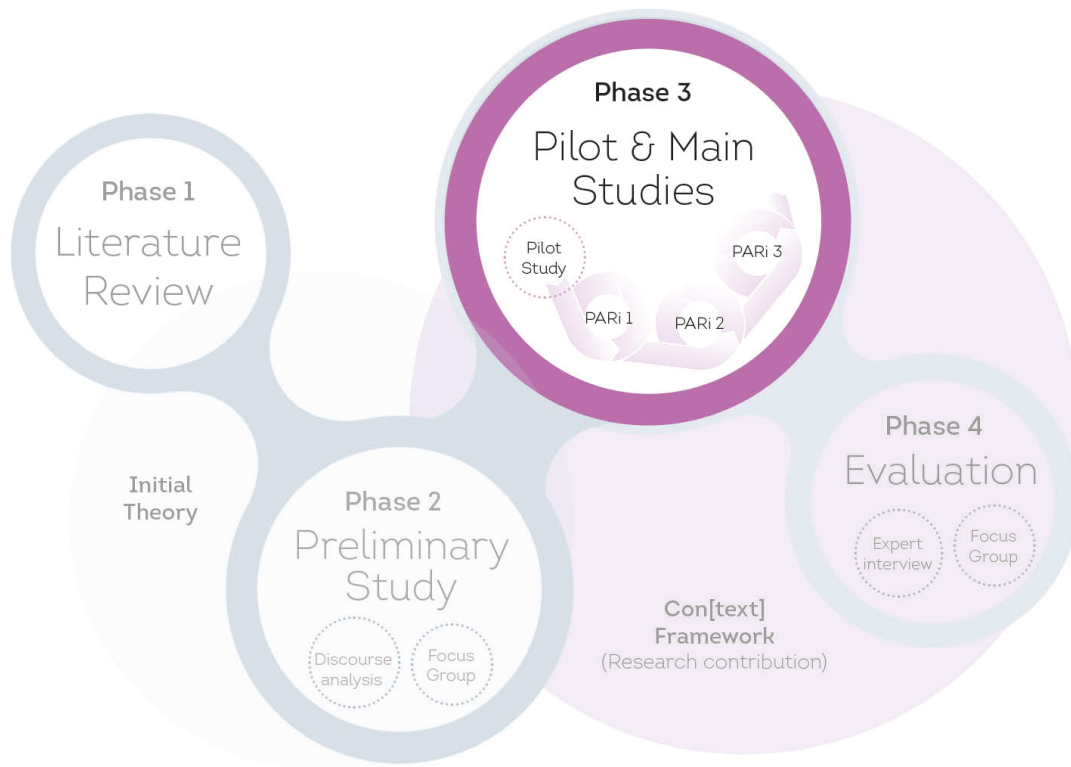 Phase 1
Literature
Review
Initial
Theory
Phase 2
Preliminary
Study
Discourse
analysis
Focus
Group
Phase 3
Pilot & Main
Studies
Pilot
Study
PARi 1
PARi 2
PARi 3
Con[text]
Framework
(Research contribution)
Phase 4
Evaluation
Expert
interview
Focus
Group